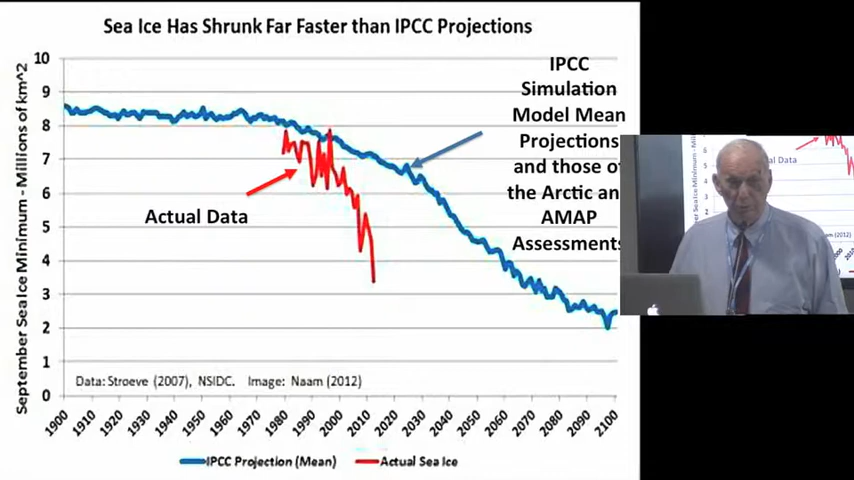 Sea Ice Has Shrunk Far Faster than IPCC Projections
IPCC
Simulation
Model Mean
Projections
and those of
the Arctic an
AMAP
Assessments
Actual Data
September Sea Ice Minimum - Millions of km^2
10
9
8
7
6
5
4
3
2
1
0
Data: Stroeve (2007), NSIDC. Image: Naam (2012)
1900 1910 1920 1930 1940 1950 1960 1970 1980 1990 2000 2010 2020 2030 2040 2050 2060 2070 2080 2090 2100
IPCC Projection (Mean) Actual Sea Ice
al Data